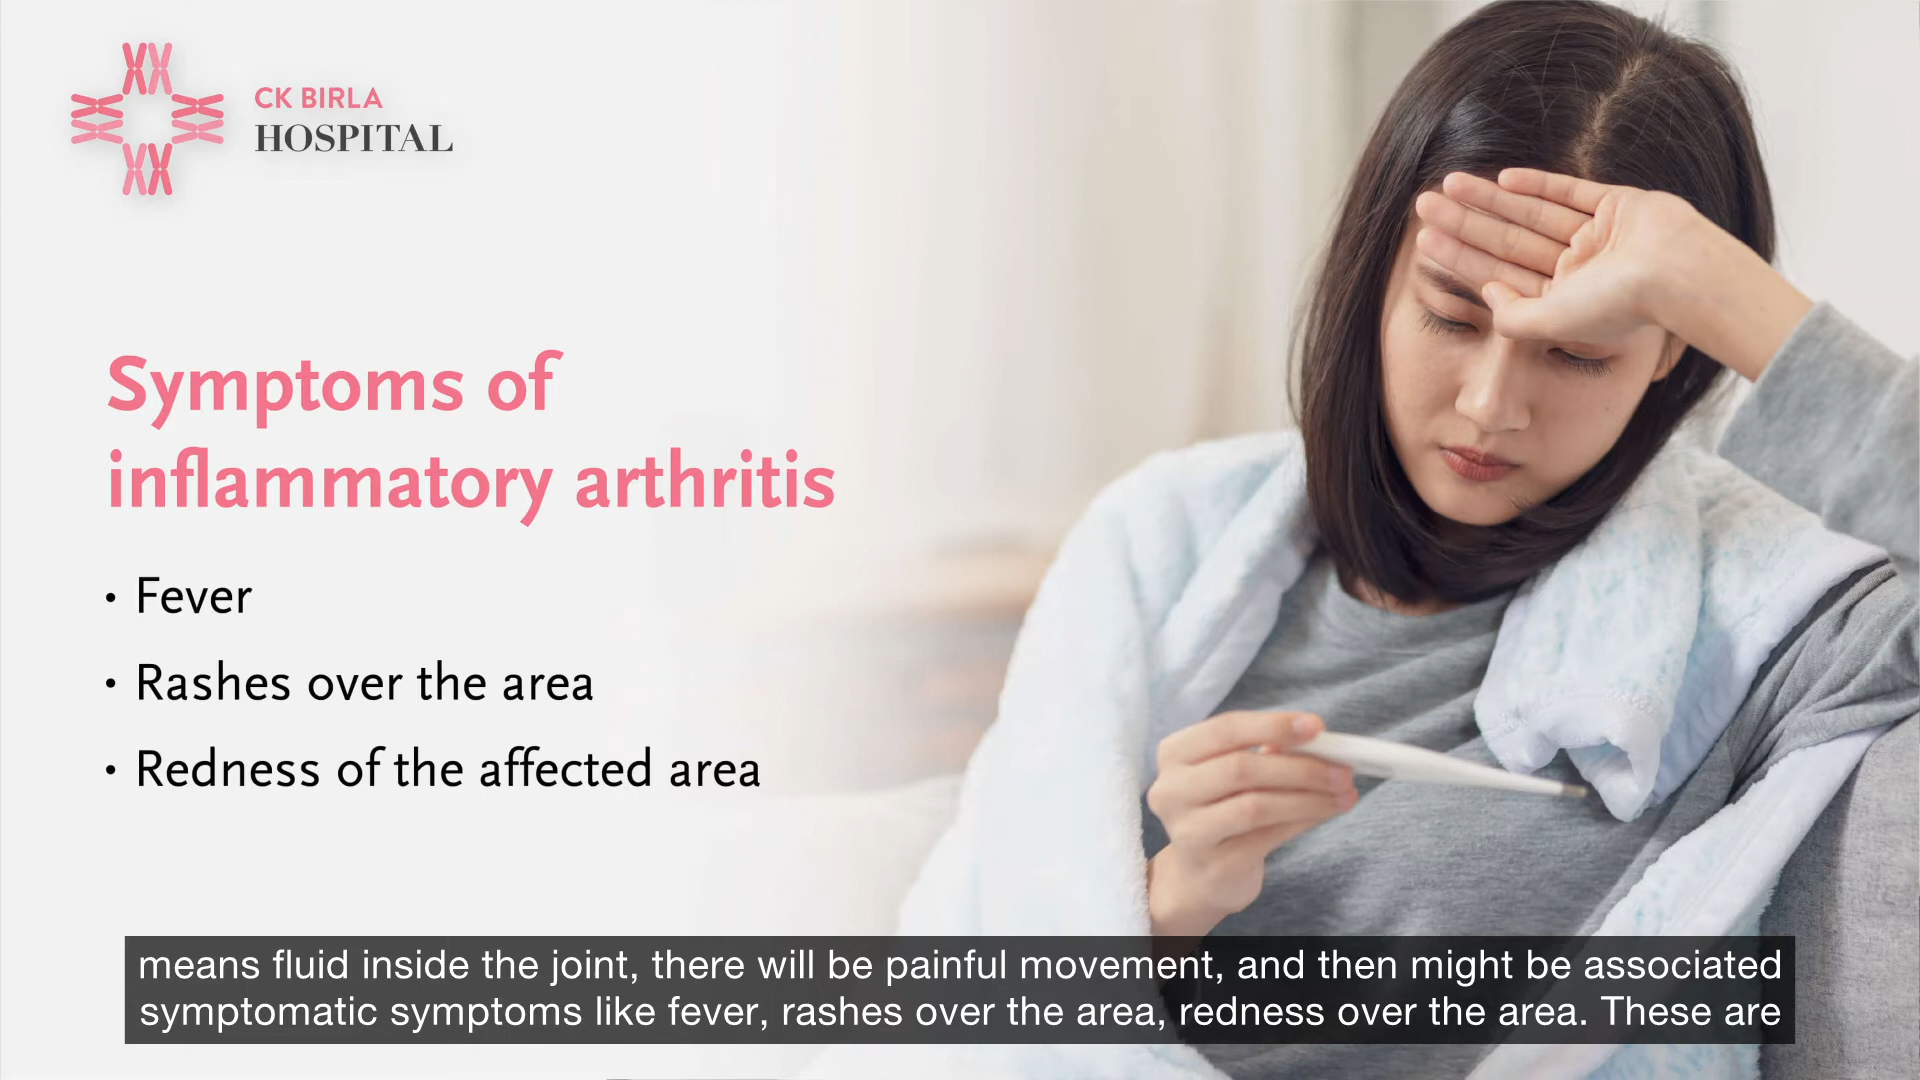 CK BIRLA
HOSPITAL
Symptoms of
inflammatory arthritis
• Fever
• Rashes over the area
• Redness of the affected area
means fluid inside the joint, there will be painful movement, and then might be associated
symptomatic symptoms like fever, rashes over the area, redness over the area. These are